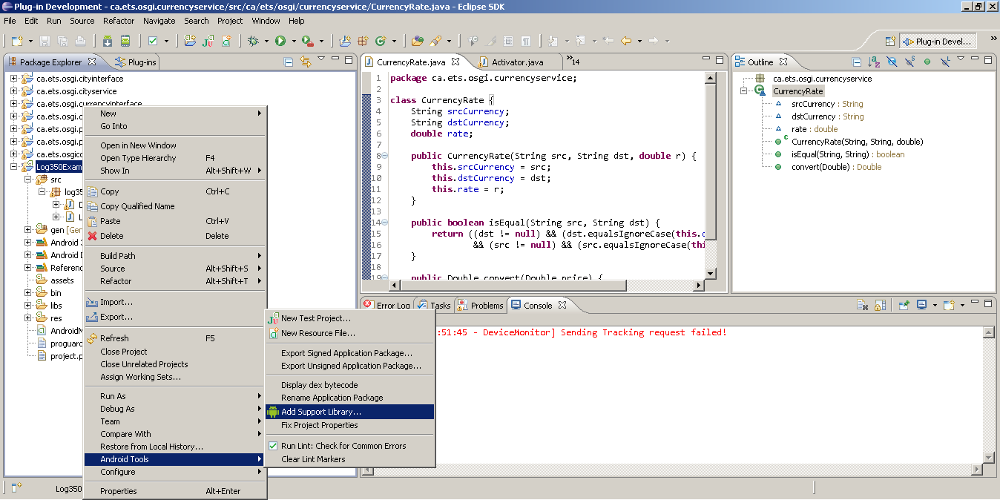 Plug-in Development - ca.ets.osgi.currencyservice/src/ca/ets/osgi/currencyservice/CurrencyRate.java - Eclipse SDK
File Edit Run Source Refactor Navigate Search Project Window Help
Plug-in Devel...
Package Explorer Plug-ins
ca.ets.osgi.cityinterface
ca.ets.osgi.cityservice
ca.ets.osgi.currencyinterface
ca.ets.osgi.c
ca.ets.osgi.p
ca.ets.osgi.p
ca.ets.osgicc
Log350Exam
src
log35
gen [Gen
Android 3
Android D
Referenc
assets
bin
libs
res
AndroidM
proguard
project.p
New
Go Into
Open in New Window
Open Type Hierarchy F4
Show In Alt+Shift+W
Copy Ctrl+C
Copy Qualified Name
Paste Ctrl+V
Delete Delete
Build Path
Source Alt+Shift+S
Refactor Alt+Shift+T
Import...
Export...
Refresh F5
Close Project
Close Unrelated Projects
Assign Working Sets...
Run As
Debug As
Team
Compare With
Restore from Local History...
Android Tools
Configure
Properties Alt+Enter
New Test Project...
New Resource File...
Export Signed Application Package...
Export Unsigned Application Package...
Display dex bytecode
Rename Application Package
Add Support Library...
Fix Project Properties
Run Lint: Check for Common Errors
Clear Lint Markers
CurrencyRate.java Activator.java 14
1 package ca.ets.osgi.currencyservice;
2
3 class CurrencyRate {
4 String srcCurrency;
5 String dstCurrency;
6 double rate;
7
8 public CurrencyRate(String src, String dst, double r) {
9 this.srcCurrency = src;
10 this.dstCurrency = dst;
11 this.rate = r;
12 }
13
14 public boolean isEqual(String src, String dst) {
15 return ((dst != null) && (dst.equalsIgnoreCase(this.d
16 && (src != null) && (src.equalsIgnoreCase(thi
17 }
18
19 public Double convert(Double price) {
Outline
ca.ets.osgi.currencyservice
CurrencyRate
srcCurrency : String
dstCurrency : String
rate : double
CurrencyRate(String, String, double)
isEqual(String, String) : boolean
convert(Double) : Double
Error Log Tasks Problems Console
:51:45 - DeviceMonitor] Sending Tracking request failed!
Log350